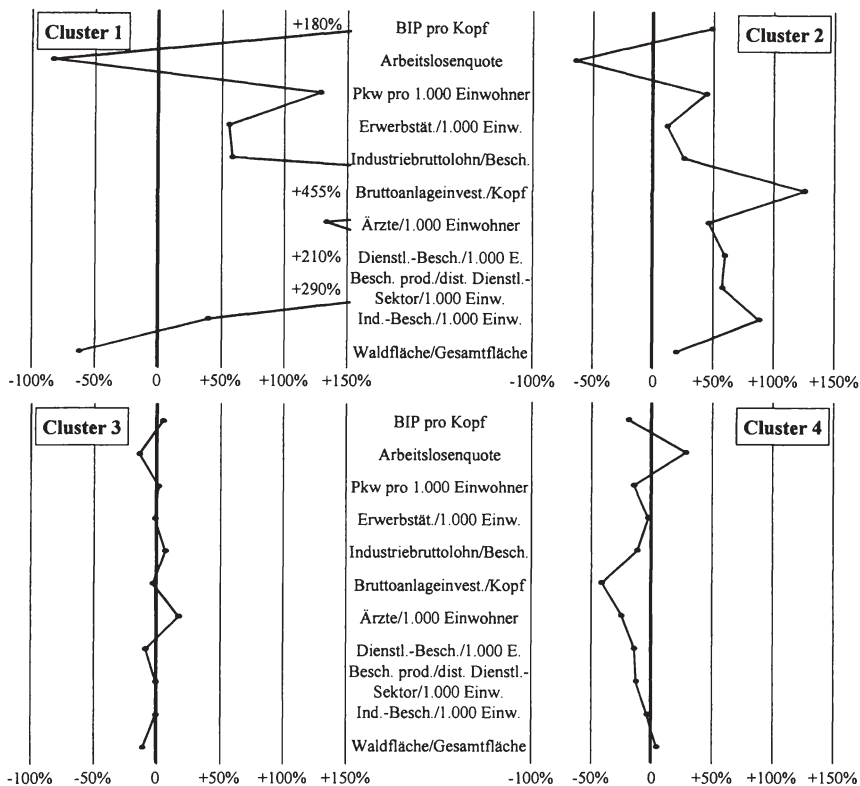 Cluster 1
+180%
BIP pro Kopf
Cluster 2
Arbeitslosenquote
Pkw pro 1.000 Einwohner
Erwerbstät./1.000 Einw.
Industriebruttolohn/Besch.
+455%
Bruttoanlageinvest./Kopf
Ärzte/1.000 Einwohner
+210%
Dienstl.-Besch./1.000 E.
+290%
Besch. prod./dist. Dienstl.-
Sektor/1.000 Einw.
Ind.-Besch./1.000 Einw.
Waldfläche/Gesamtfläche
-100% -50% 0 +50% +100% +150% -100% -50% 0 +50% +100% +150%
Cluster 3
BIP pro Kopf
Cluster 4
Arbeitslosenquote
Pkw pro 1.000 Einwohner
Erwerbstät./1.000 Einw.
Industriebruttolohn/Besch.
Bruttoanlageinvest./Kopf
Ärzte/1.000 Einwohner
Dienstl.-Besch./1.000 E.
Besch. prod./dist. Dienstl.-
Sektor/1.000 Einw.
Ind.-Besch./1.000 Einw.
Waldfläche/Gesamtfläche
-100% -50% 0 +50% +100% +150% -100% -50% 0 +50% +100% +150%